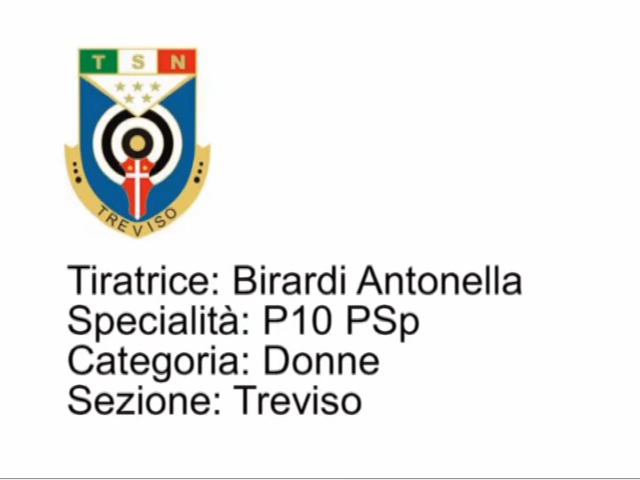 T S N
TREVISO
Tiratrice: Birardi Antonella
Specialità: P10 PSp
Categoria: Donne
Sezione: Treviso